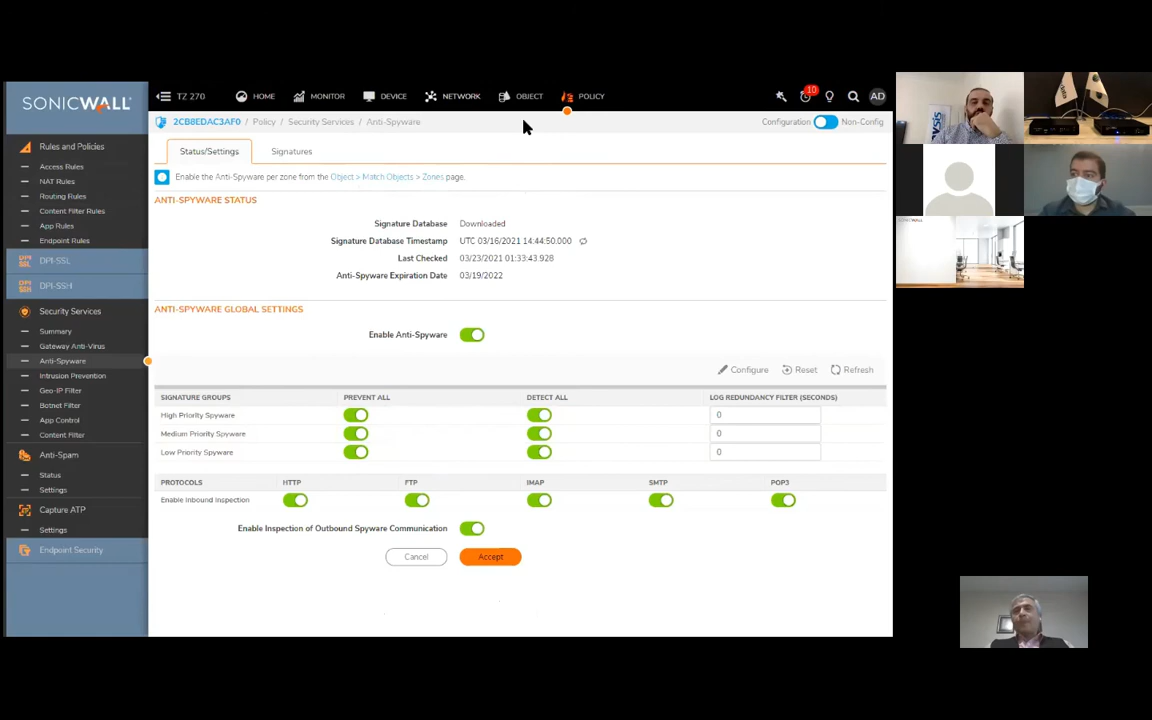 SONICWALL
TZ 270
HOME
MONITOR
DEVICE
NETWORK
OBJECT
POLICY
10
AD
2CB8EDAC3AF0 / Policy / Security Services / Anti-Spyware
Configuration
Non-Config
Rules and Policies
Access Rules
NAT Rules
Routing Rules
Content Filter Rules
App Rules
Endpoint Rules
DPI-SSL
DPI-SSH
Security Services
Summary
Gateway Anti-Virus
Anti-Spyware
Intrusion Prevention
Geo-IP Filter
Botnet Filter
App Control
Content Filter
Anti-Spam
Status
Settings
Capture ATP
Settings
Endpoint Security
Status/Settings
Signatures
Enable the Anti-Spyware per zone from the Object > Match Objects > Zones page.
ANTI-SPYWARE STATUS
Signature Database Downloaded
Signature Database Timestamp UTC 03/16/2021 14:44:50.000
Last Checked 03/23/2021 01:33:43.928
Anti-Spyware Expiration Date 03/19/2022
ANTI-SPYWARE GLOBAL SETTINGS
Enable Anti-Spyware
Configure Reset Refresh
SIGNATURE GROUPS PREVENT ALL DETECT ALL LOG REDUNDANCY FILTER (SECONDS)
High Priority Spyware 0
Medium Priority Spyware 0
Low Priority Spyware 0
PROTOCOLS HTTP FTP IMAP SMTP POP3
Enable Inbound Inspection
Enable Inspection of Outbound Spyware Communication
Cancel Accept
SONICWALL